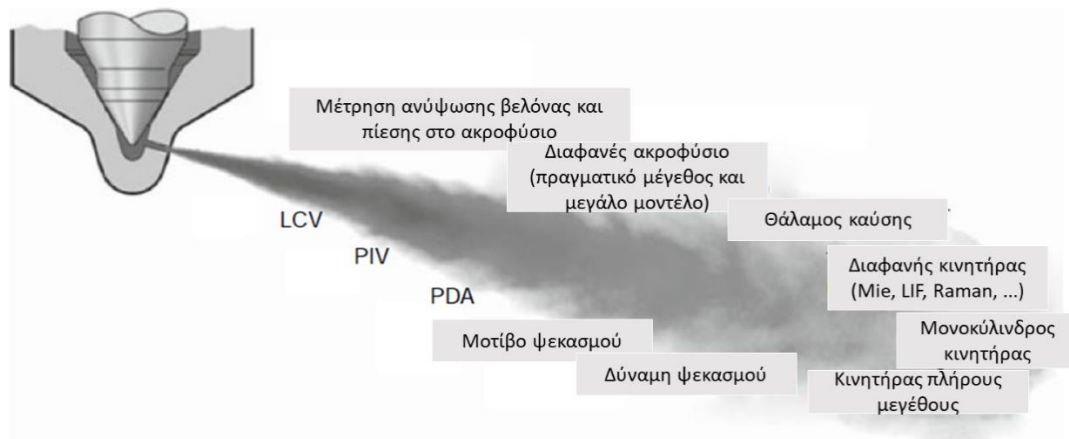 Μέτρηση ανύψωσης βελόνας και
πίεσης στο ακροφύσιο
Διαφανές ακροφύσιο
(πραγματικό μέγεθος και
μεγάλο μοντέλο)
Θάλαμος καύσης
Διαφανής κινητήρας
(Mie, LIF, Raman, ...)
Μονοκύλινδρος
κινητήρας
Κινητήρας πλήρους
μεγέθους
LCV
PIV
PDA
Μοτίβο ψεκασμού
Δύναμη ψεκασμού